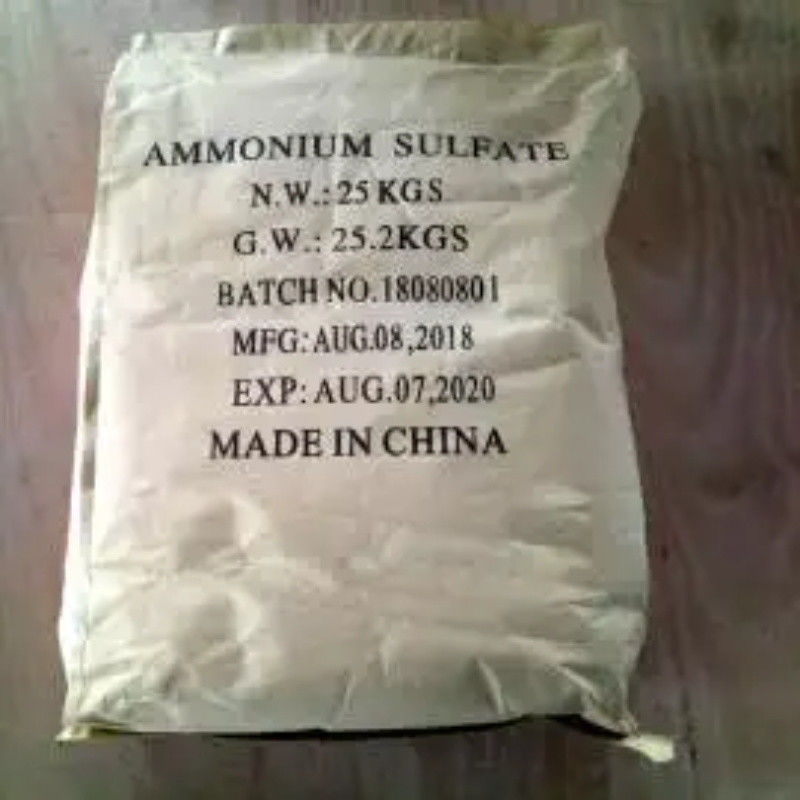 AMMONIUM SULFATE
N.W.: 25 KGS
G.W.: 25.2KGS
BATCH NO.18080801
MFG: AUG.08,2018
EXP: AUG.07,2020
MADE IN CHINA